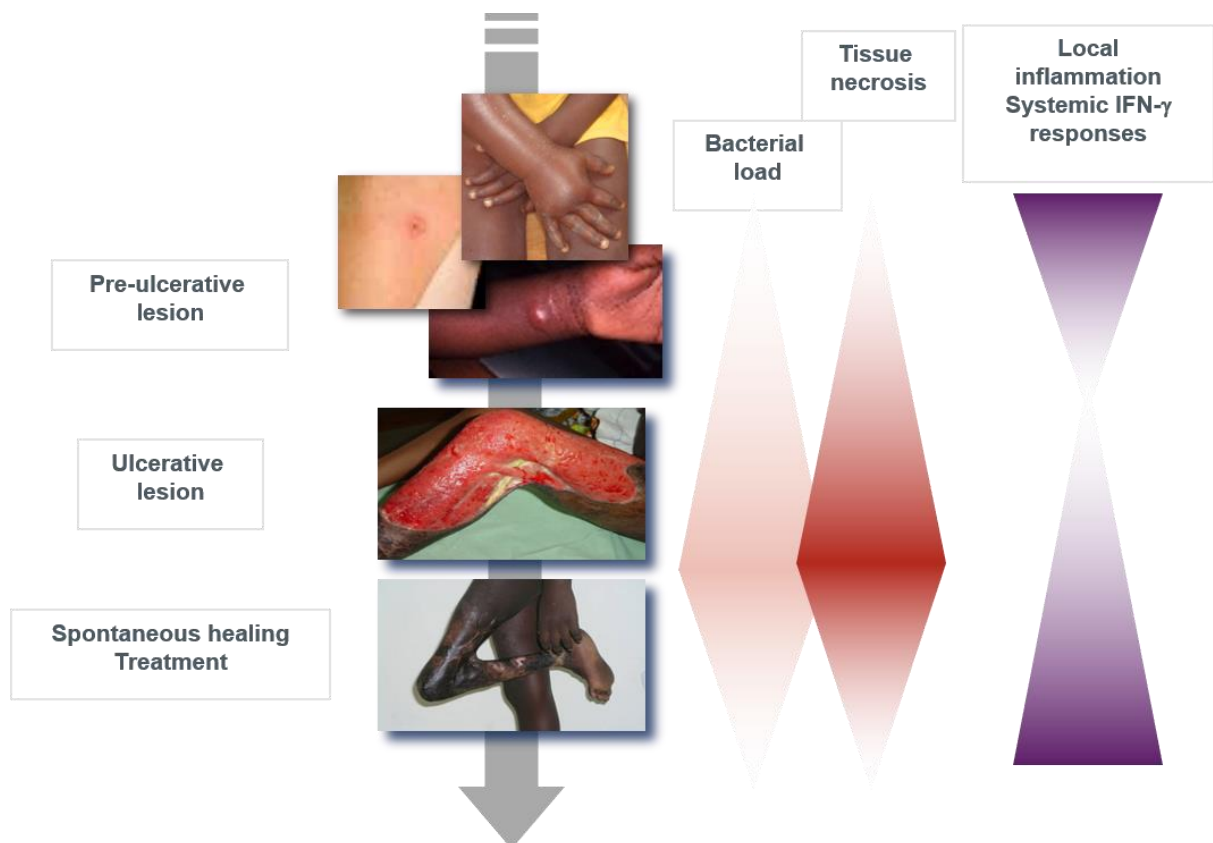 Tissue
necrosis
Local
inflammation
Systemic IFN-γ
responses
Bacterial
load
Pre-ulcerative
lesion
Ulcerative
lesion
Spontaneous healing
Treatment